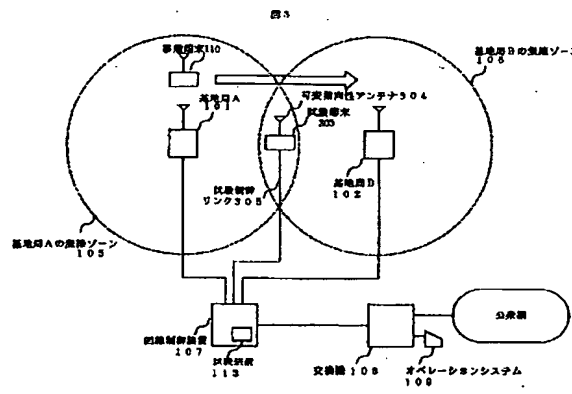 図3
移動端末110
基地局Bの無線ゾーン
106
基地局A
101
可変指向性アンテナ304
試験端末
303
基地局B
102
試験制御
リンク305
基地局Aの無線ゾーン
105
回線制御装置
107
試験装置
113
交換機
108
公衆網
オペレーションシステム
109